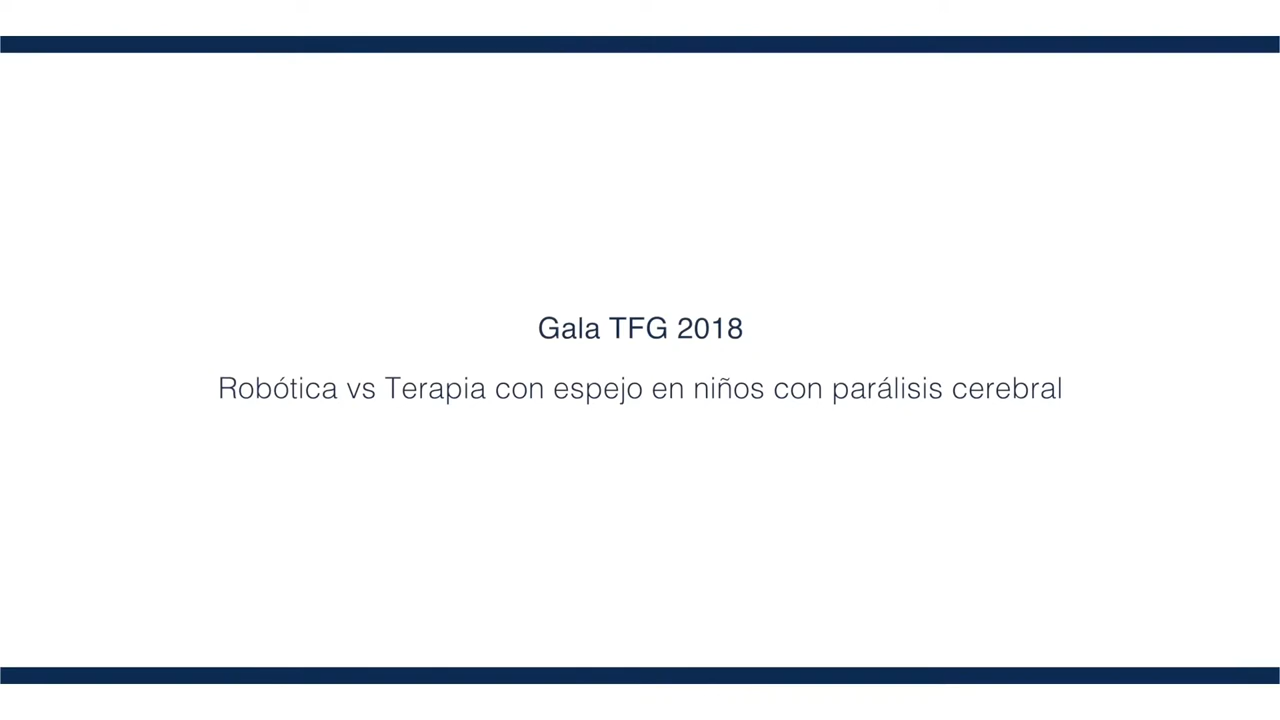 Gala TFG 2018
Robótica vs Terapia con espejo en niños con parálisis cerebral